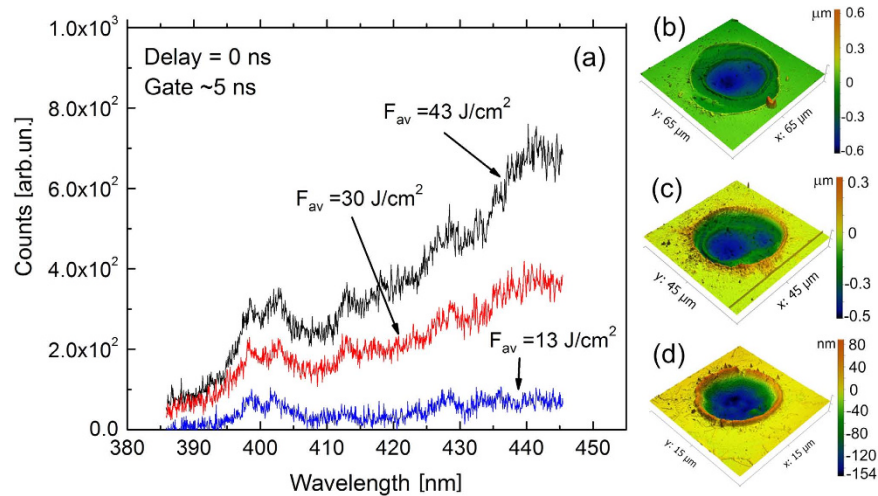 1.0x10³
8.0x10²
6.0x10²
4.0x10²
2.0x10²
0.0
Counts [arb.un.]
380 390 400 410 420 430 440 450
Wavelength [nm]
Delay = 0 ns
Gate ~5 ns
(a)
F_av =43 J/cm²
F_av =30 J/cm²
F_av =13 J/cm²
(b)
µm
0.6
0.3
0
-0.3
-0.6
y: 65 µm
x: 65 µm
(c)
µm
0.3
0
-0.3
-0.5
y: 45 µm
x: 45 µm
(d)
nm
80
40
0
-40
-80
-120
-154
y: 15 µm
x: 15 µm